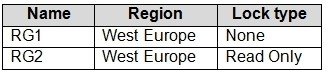 Name Region Lock type
RG1 West Europe None
RG2 West Europe Read Only